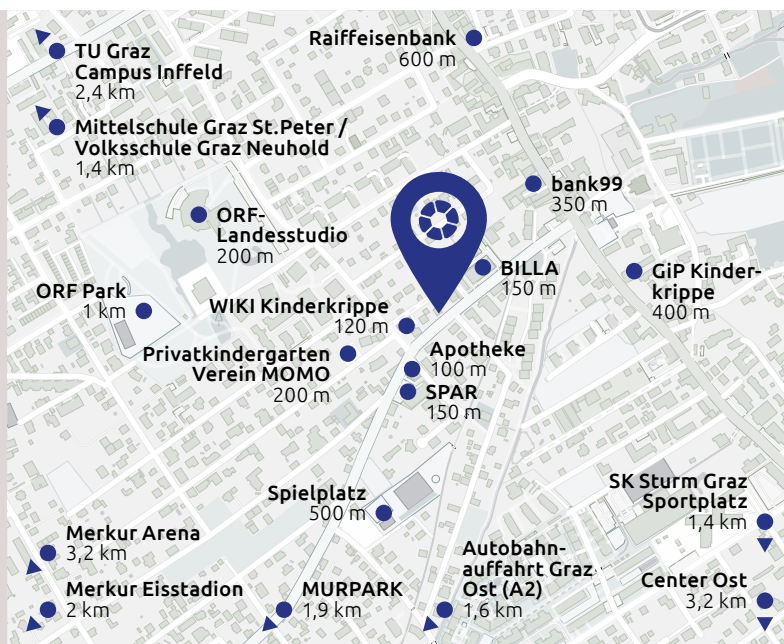 TU Graz
Campus Inffeld
2,4 km
Raiffeisenbank
600 m
Mittelschule Graz St.Peter /
Volksschule Graz Neuhold
1,4 km
bank99
350 m
ORF-
Landesstudio
200 m
BILLA
150 m
GiP Kinder-
krippe
400 m
ORF Park
1 km
WIKI Kinderkrippe
120 m
Privatkindergarten
Verein MOMO
200 m
Apotheke
100 m
SPAR
150 m
Spielplatz
500 m
SK Sturm Graz
Sportplatz
1,4 km
Merkur Arena
3,2 km
Autobahn-
auffahrt Graz
Ost (A2)
1,6 km
Merkur Eisstadion
2 km
MURPARK
1,9 km
Center Ost
3,2 km